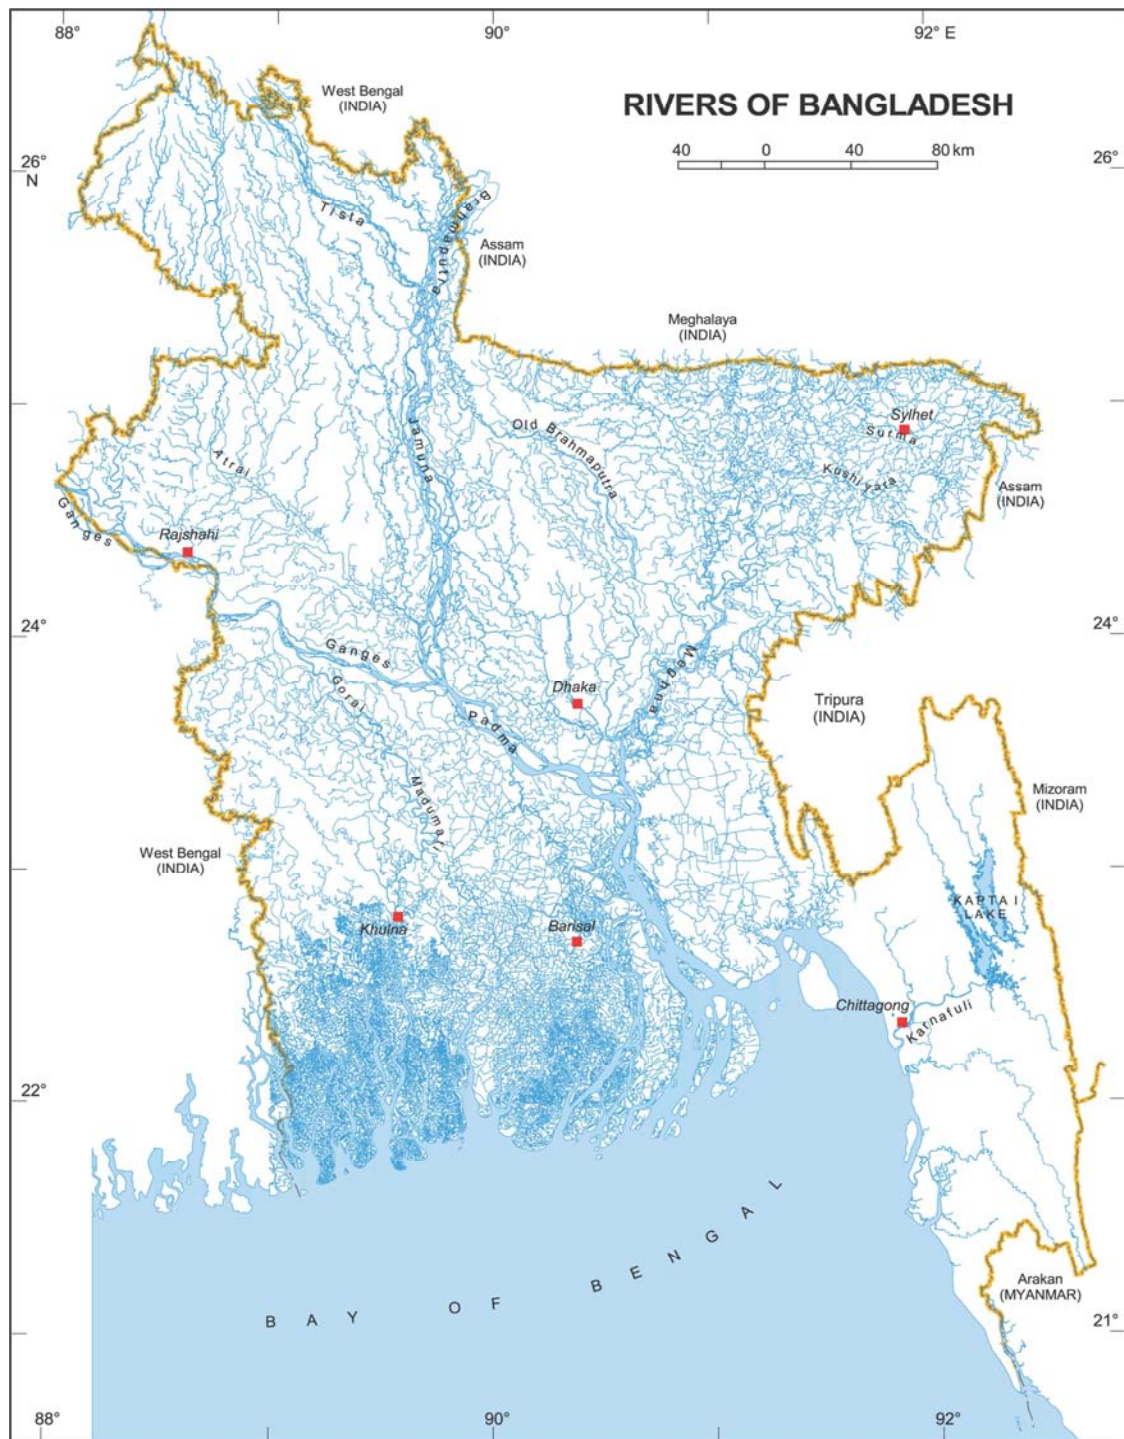 88°
90°
92° E
RIVERS OF BANGLADESH
40 0 40 80 km
West Bengal
(INDIA)
26°
N
26°
Tista
Brahmaputra
Assam
(INDIA)
Meghalaya
(INDIA)
Sylhet
Surma
Old Brahmaputra
Jamuna
Atrai
Kushiyara
Assam
(INDIA)
Ganges
Rajshahi
24°
24°
Ganges
Gorai
Meghna
Dhaka
Padma
Tripura
(INDIA)
Madumati
Mizoram
(INDIA)
West Bengal
(INDIA)
KAPTAI
LAKE
Khulna
Barisal
Chittagong
Karnafuli
22°
BAY OF BENGAL
Arakan
(MYANMAR)
21°
88°
90°
92°